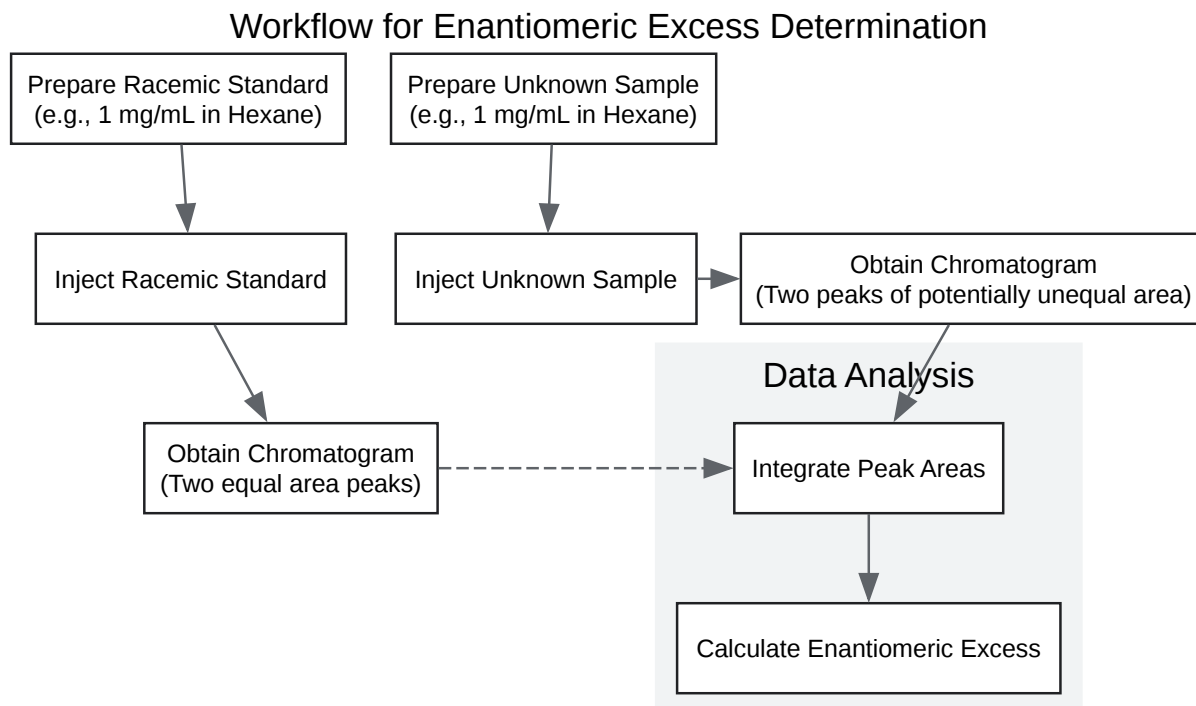 Workflow for Enantiomeric Excess Determination
Prepare Racemic Standard
(e.g., 1 mg/mL in Hexane)
Prepare Unknown Sample
(e.g., 1 mg/mL in Hexane)
Inject Racemic Standard
Inject Unknown Sample
Obtain Chromatogram
(Two peaks of potentially unequal area)
Data Analysis
Obtain Chromatogram
(Two equal area peaks)
Integrate Peak Areas
Calculate Enantiomeric Excess